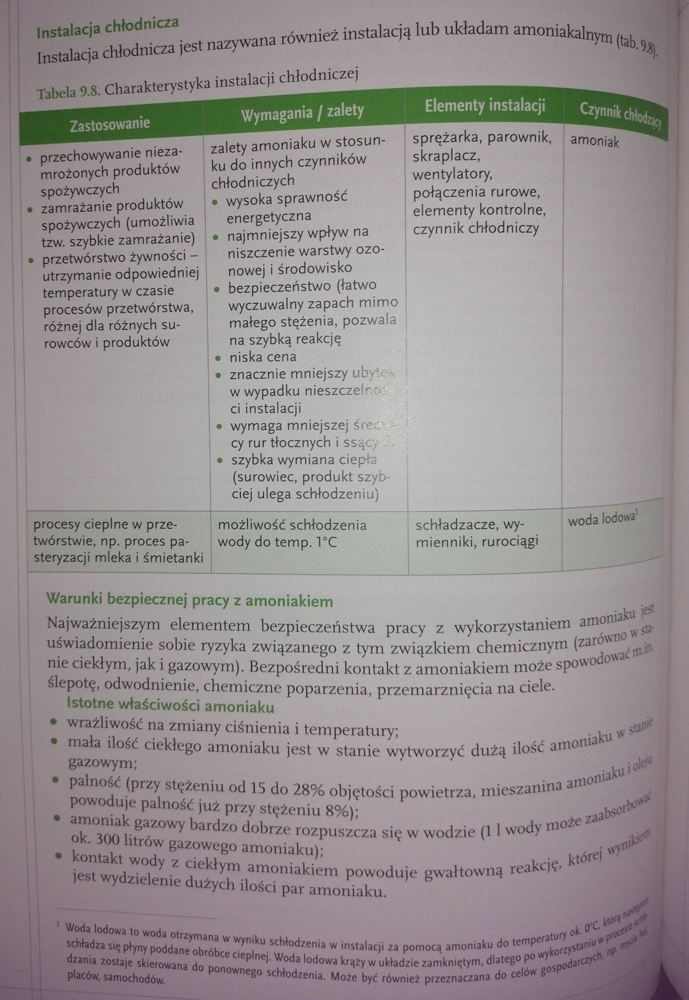 Instalacja chłodnicza
Instalacja chłodnicza jest nazywana również instalacją lub układam amoniakalnym (tab. 9.8).
Tabela 9.8. Charakterystyka instalacji chłodniczej
Zastosowanie
Wymagania / zalety
Elementy instalacji
Czynnik chłodzący
• przechowywanie nieza-
mrożonych produktów
spożywczych
• zamrażanie produktów
spożywczych (umożliwia
tzw. szybkie zamrażanie)
• przetwórstwo żywności –
utrzymanie odpowiedniej
temperatury w czasie
procesów przetwórstwa,
różnej dla różnych su-
rowców i produktów
zalety amoniaku w stosun-
ku do innych czynników
chłodniczych
• wysoka sprawność
energetyczna
• najmniejszy wpływ na
niszczenie warstwy ozo-
nowej i środowisko
• bezpieczeństwo (łatwo
wyczuwalny zapach mimo
małego stężenia, pozwala
na szybką reakcję
• niska cena
• znacznie mniejszy ubytek
w wypadku nieszczelnoś-
ci instalacji
• wymaga mniejszej średni-
cy rur tłocznych i ssących
• szybka wymiana ciepła
(surowiec, produkt szyb-
ciej ulega schłodzeniu)
sprężarka, parownik,
skraplacz,
wentylatory,
połączenia rurowe,
elementy kontrolne,
czynnik chłodniczy
amoniak
procesy cieplne w prze-
twórstwie, np. proces pa-
steryzacji mleka i śmietanki
możliwość schłodzenia
wody do temp. 1°C
schładzacze, wy-
mienniki, rurociągi
woda lodowa¹
Warunki bezpiecznej pracy z amoniakiem
Najważniejszym elementem bezpieczeństwa pracy z wykorzystaniem amoniaku jest
uświadomienie sobie ryzyka związanego z tym związkiem chemicznym (zarówno w sta-
nie ciekłym, jak i gazowym). Bezpośredni kontakt z amoniakiem może spowodować m.in.
ślepotę, odwodnienie, chemiczne poparzenia, przemarznięcia na ciele.
Istotne właściwości amoniaku
• wrażliwość na zmiany ciśnienia i temperatury;
• mała ilość ciekłego amoniaku jest w stanie wytworzyć dużą ilość amoniaku w stanie
gazowym;
• palność (przy stężeniu od 15 do 28% objętości powietrza, mieszanina amoniaku i oleju
powoduje palność już przy stężeniu 8%);
• amoniak gazowy bardzo dobrze rozpuszcza się w wodzie (1 l wody może zaabsorbować
ok. 300 litrów gazowego amoniaku);
• kontakt wody z ciekłym amoniakiem powoduje gwałtowną reakcję, której wynikiem
jest wydzielenie dużych ilości par amoniaku.
¹ Woda lodowa to woda otrzymana w wyniku schłodzenia w instalacji za pomocą amoniaku do temperatury ok. 0°C, którą następnie
schładza się płyny poddane obróbce cieplnej. Woda lodowa krąży w układzie zamkniętym, dlatego po wykorzystaniu w procesie schła-
dzania zostaje skierowana do ponownego schłodzenia. Może być również przeznaczana do celów gospodarczych, np. mycia hal,
placów, samochodów.